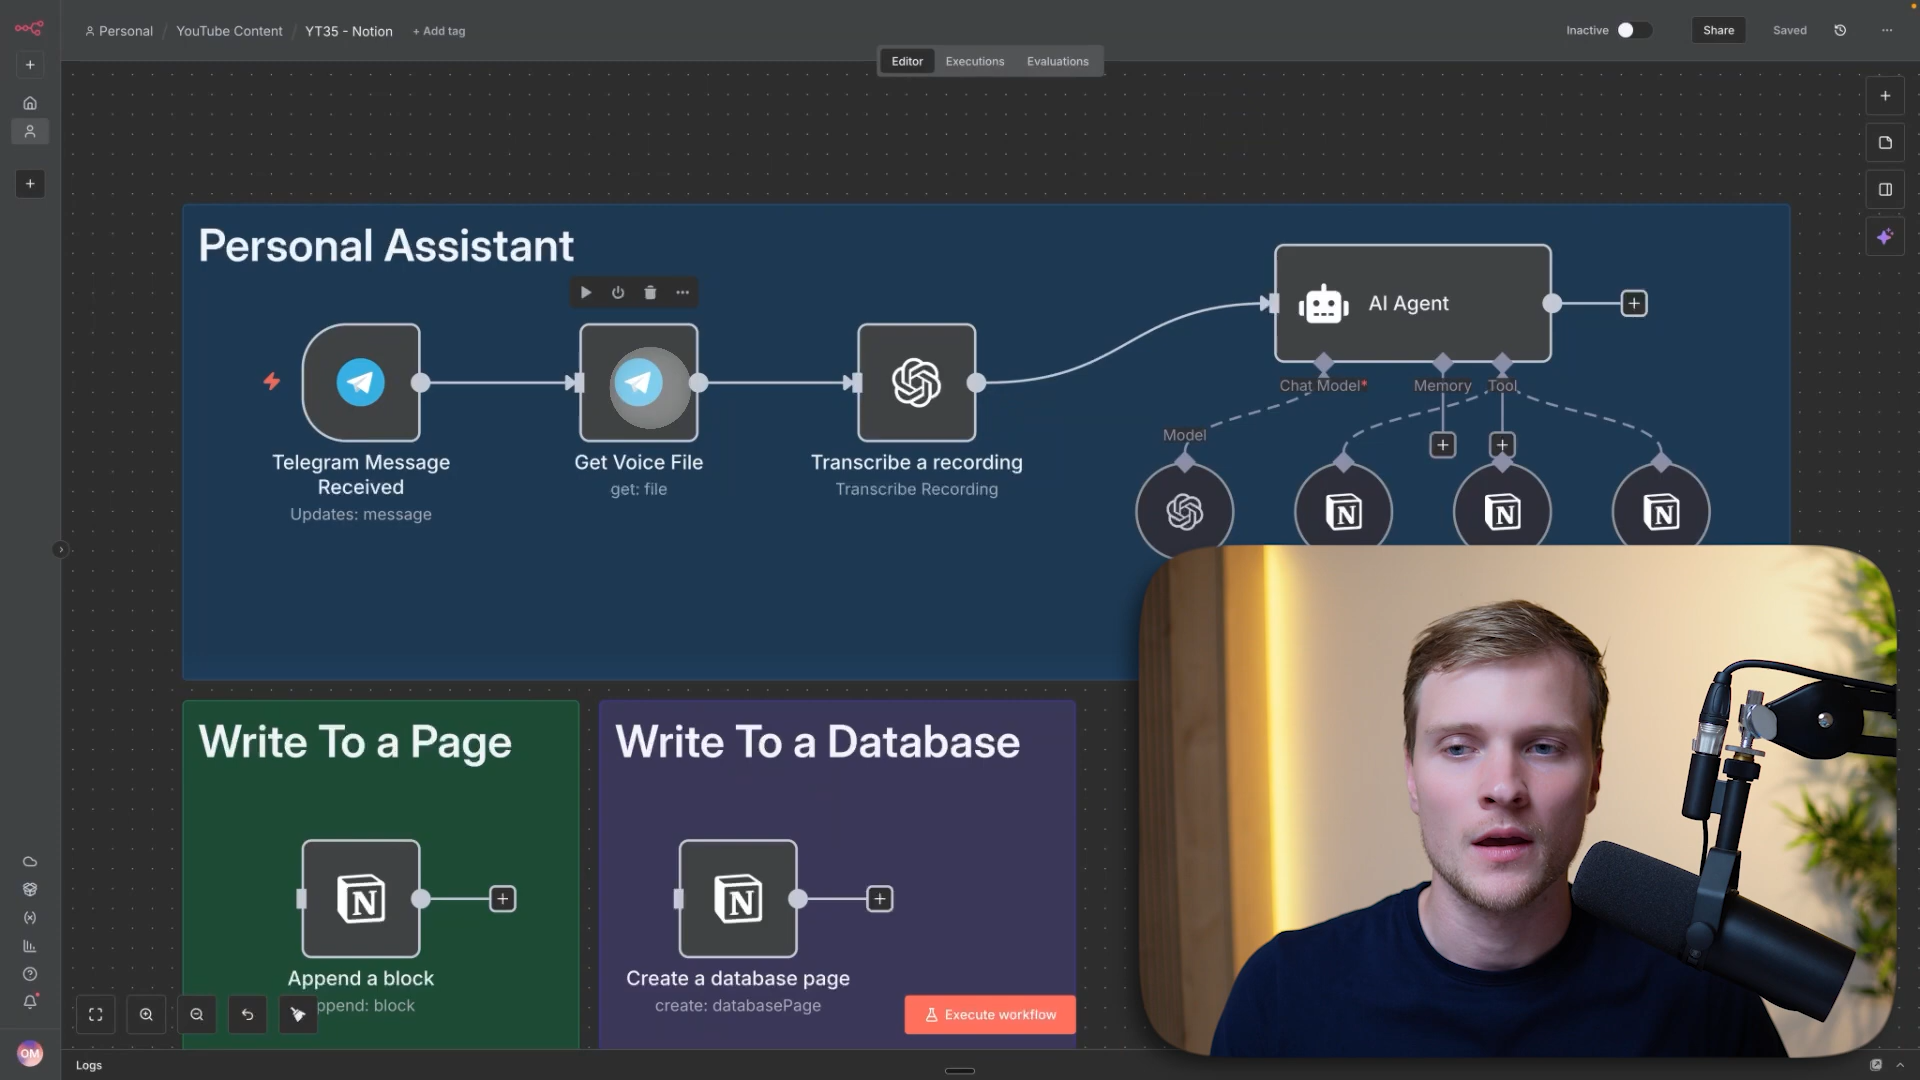 Personal / YouTube Content / YT35 - Notion + Add tag
Inactive
Share
Saved
Editor
Executions
Evaluations
Personal Assistant
AI Agent
Chat Model*
Memory
Tool
Model
Telegram Message
Received
Updates: message
Get Voice File
get: file
Transcribe a recording
Transcribe Recording
Write To a Page
Write To a Database
Append a block
ppend: block
Create a database page
create: databasePage
Execute workflow
OM
Logs